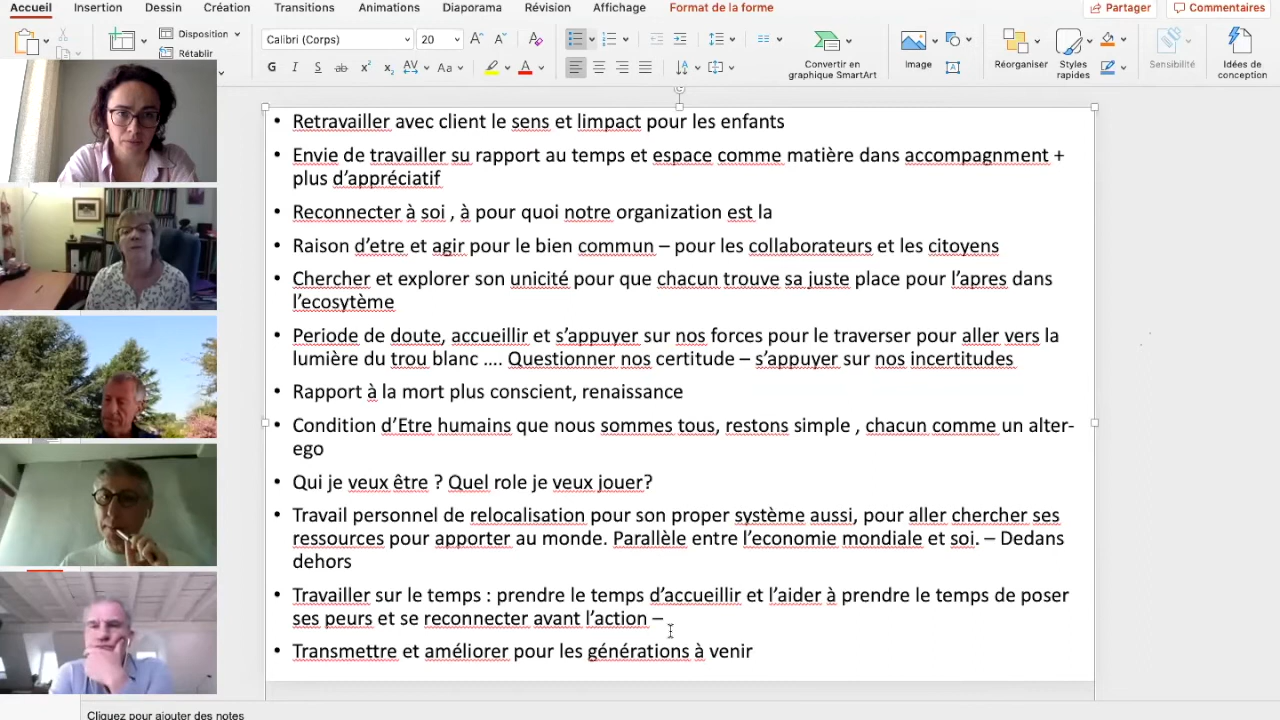 Accueil Insertion Dessin Création Transitions Animations Diaporama Révision Affichage Format de la forme Partager Commentaires
Disposition
Rétablir
Calibri (Corps) 20
G I S ab x² x₂ AV Aa A
Convertir en
graphique SmartArt
Image
Réorganiser
Styles
rapides
Sensibilité
Idées de
conception
• Retravailler avec client le sens et limpact pour les enfants
• Envie de travailler su rapport au temps et espace comme matière dans accompagnment +
plus d’appréciatif
• Reconnecter à soi , à pour quoi notre organization est la
• Raison d’etre et agir pour le bien commun – pour les collaborateurs et les citoyens
• Chercher et explorer son unicité pour que chacun trouve sa juste place pour l’apres dans
l’ecosytème
• Periode de doute, accueillir et s’appuyer sur nos forces pour le traverser pour aller vers la
lumière du trou blanc …. Questionner nos certitude – s’appuyer sur nos incertitudes
• Rapport à la mort plus conscient, renaissance
• Condition d’Etre humains que nous sommes tous, restons simple , chacun comme un alter-
ego
• Qui je veux être ? Quel role je veux jouer?
• Travail personnel de relocalisation pour son proper système aussi, pour aller chercher ses
ressources pour apporter au monde. Parallèle entre l’economie mondiale et soi. – Dedans
dehors
• Travailler sur le temps : prendre le temps d’accueillir et l’aider à prendre le temps de poser
ses peurs et se reconnecter avant l’action –
• Transmettre et améliorer pour les générations à venir
Cliquez pour ajouter des notes